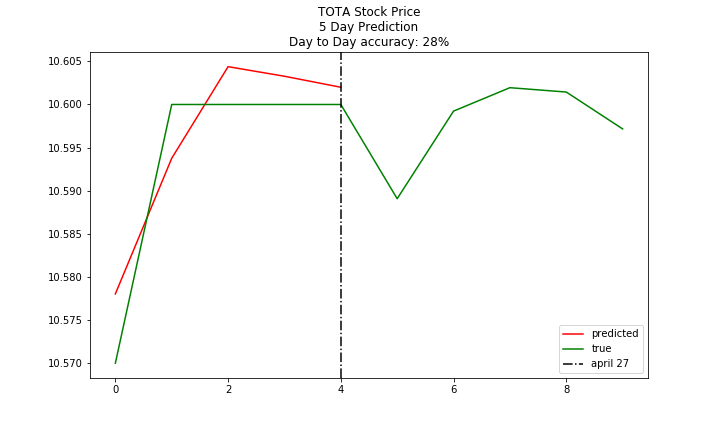 TOTA Stock Price
5 Day Prediction
Day to Day accuracy: 28%
10.605
10.600
10.595
10.590
10.585
10.580
10.575
10.570
0
2
4
6
8
predicted
true
april 27